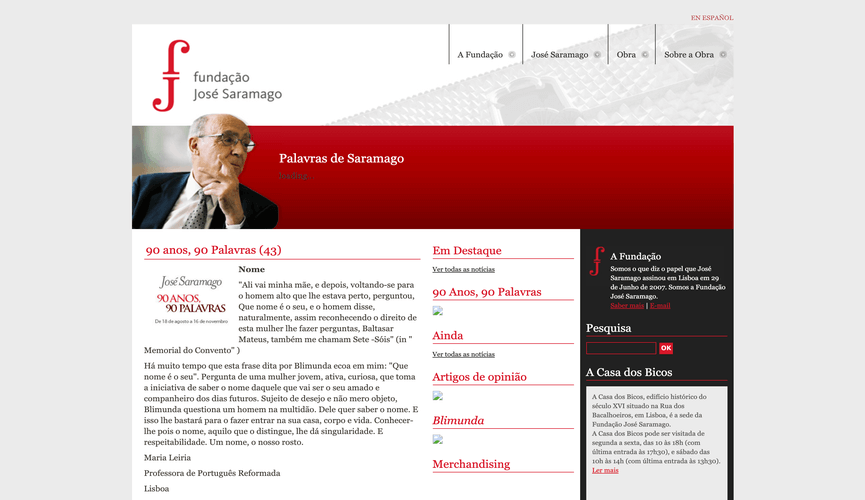 EN ESPAÑOL
fundação
José Saramago
A Fundação
José Saramago
Obra
Sobre a Obra
Palavras de Saramago
90 anos, 90 Palavras (43)
José Saramago
90 ANOS,
90 PALAVRAS
De 18 de agosto a 16 de novembro
Nome
"Ali vai minha mãe, e depois, voltando-se para
o homem alto que lhe estava perto, perguntou,
Que nome é o seu, e o homem disse,
naturalmente, assim reconhecendo o direito de
esta mulher lhe fazer perguntas, Baltasar
Mateus, também me chamam Sete -Sóis" (in "
Memorial do Convento" )
Há muito tempo que esta frase dita por Blimunda ecoa em mim: "Que
nome é o seu". Pergunta de uma mulher jovem, ativa, curiosa, que toma
a iniciativa de saber o nome daquele que vai ser o seu amado e
companheiro dos dias futuros. Sujeito de desejo e não mero objeto,
Blimunda questiona um homem na multidão. Dele quer saber o nome. E
isso lhe bastará para o fazer entrar na sua casa, corpo e vida. Conhecer-
lhe pois o nome, aquilo que o distingue, lhe dá singularidade. E
respeitabilidade. Um nome, o nosso rosto.
Maria Leiria
Professora de Português Reformada
Lisboa
Em Destaque
Ver todas as notícias
90 Anos, 90 Palavras
Ainda
Ver todas as notícias
Artigos de opinião
Blimunda
Merchandising
A Fundação
Somos o que diz o papel que José
Saramago assinou em Lisboa em 29
de Junho de 2007. Somos a Fundação
José Saramago.
Saber mais | E-mail
Pesquisa
OK
A Casa dos Bicos
A Casa dos Bicos, edifício histórico do
século XVI situado na Rua dos
Bacalhoeiros, em Lisboa, é a sede da
Fundação José Saramago.
A Casa dos Bicos pode ser visitada de
segunda a sexta, das 10 às 18h (com
última entrada às 17h30), e sábado das
10h às 14h (com última entrada às 13h30).
Ler mais